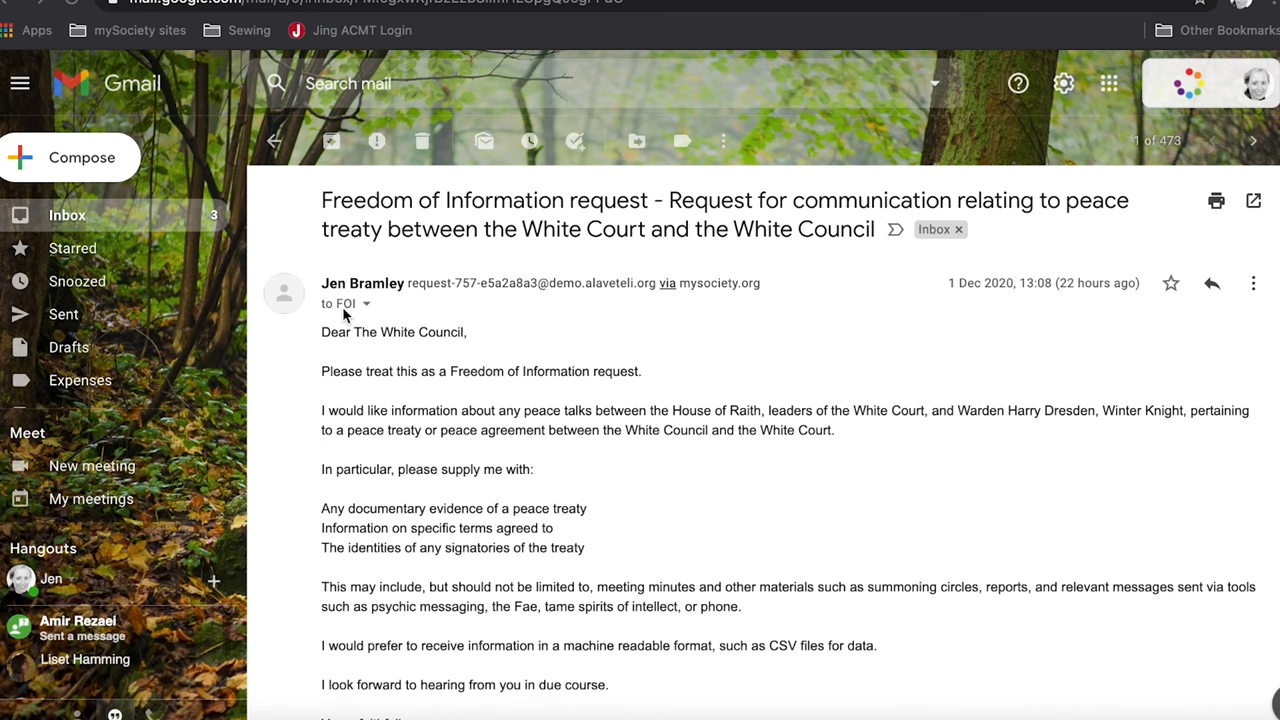 Apps mySociety sites Sewing Jing ACMT Login Other Bookmarks
Gmail Search mail
1 of 473
Compose
Inbox 3
Starred
Snoozed
Sent
Drafts
Expenses
Meet
New meeting
My meetings
Hangouts
Jen
Amir Rezaei
Sent a message
Liset Hamming
Freedom of Information request - Request for communication relating to peace
treaty between the White Court and the White Council Inbox x
Jen Bramley request-757-e5a2a8a3@demo.alaveteli.org via mysociety.org 1 Dec 2020, 13:08 (22 hours ago)
to FOI
Dear The White Council,
Please treat this as a Freedom of Information request.
I would like information about any peace talks between the House of Raith, leaders of the White Court, and Warden Harry Dresden, Winter Knight, pertaining
to a peace treaty or peace agreement between the White Council and the White Court.
In particular, please supply me with:
Any documentary evidence of a peace treaty
Information on specific terms agreed to
The identities of any signatories of the treaty
This may include, but should not be limited to, meeting minutes and other materials such as summoning circles, reports, and relevant messages sent via tools
such as psychic messaging, the Fae, tame spirits of intellect, or phone.
I would prefer to receive information in a machine readable format, such as CSV files for data.
I look forward to hearing from you in due course.